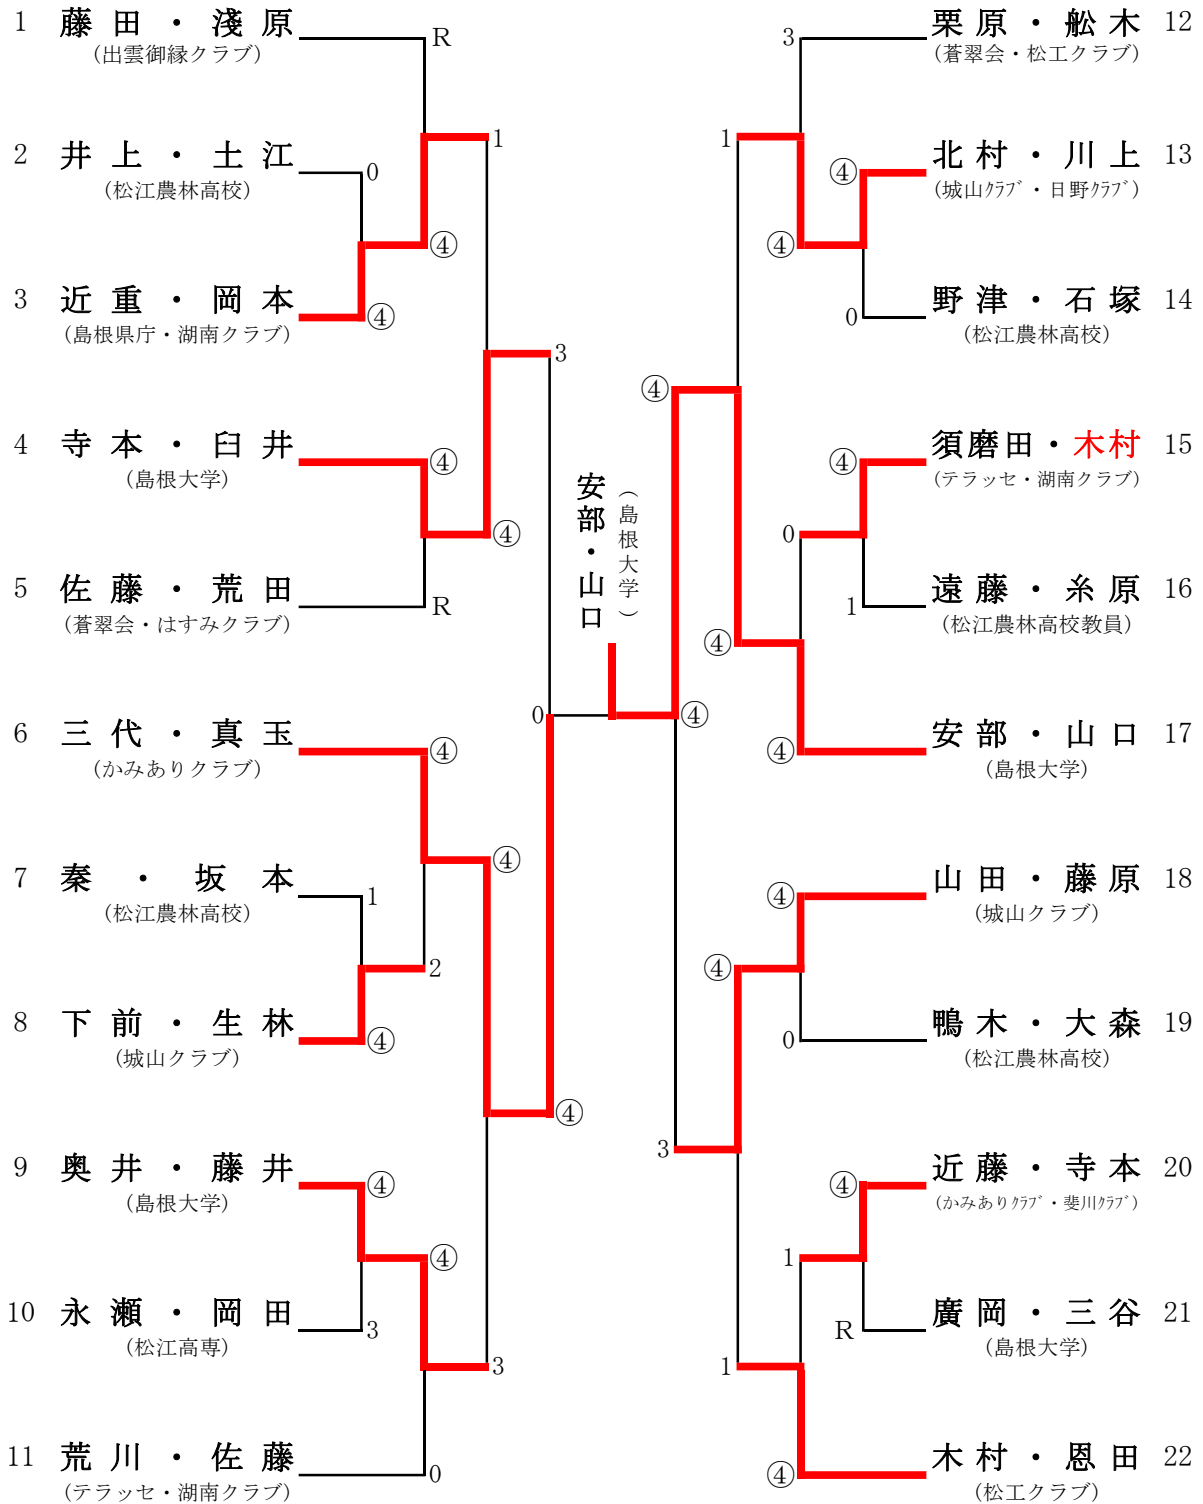 1 藤田・淺原
(出雲御縁クラブ)
R
2 井上・土江
(松江農林高校)
0
1
④
3 近重・岡本
(島根県庁・湖南クラブ)
④
3
4 寺本・臼井
(島根大学)
④
④
5 佐藤・荒田
(蒼翠会・はすみクラブ)
R
0
6 三代・真玉
(かみありクラブ)
④
④
7 秦・坂本
(松江農林高校)
1
2
8 下前・生林
(城山クラブ)
④
④
9 奥井・藤井
(島根大学)
④
④
10 永瀬・岡田
(松江高専)
3
3
11 荒川・佐藤
(テラッセ・湖南クラブ)
0
安部・山口
(島根大学)
栗原・舩木 12
(蒼翠会・松工クラブ)
3
1
北村・川上 13
(城山ｸﾗﾌﾞ・日野ｸﾗﾌﾞ)
④
④
野津・石塚 14
(松江農林高校)
0
④
須磨田・木村 15
(テラッセ・湖南クラブ)
④
0
遠藤・糸原 16
(松江農林高校教員)
1
④
④
安部・山口 17
(島根大学)
④
山田・藤原 18
(城山クラブ)
④
④
鴨木・大森 19
(松江農林高校)
0
3
近藤・寺本 20
(かみありｸﾗﾌﾞ・斐川ｸﾗﾌﾞ)
④
1
廣岡・三谷 21
(島根大学)
R
1
木村・恩田 22
(松工クラブ)
④